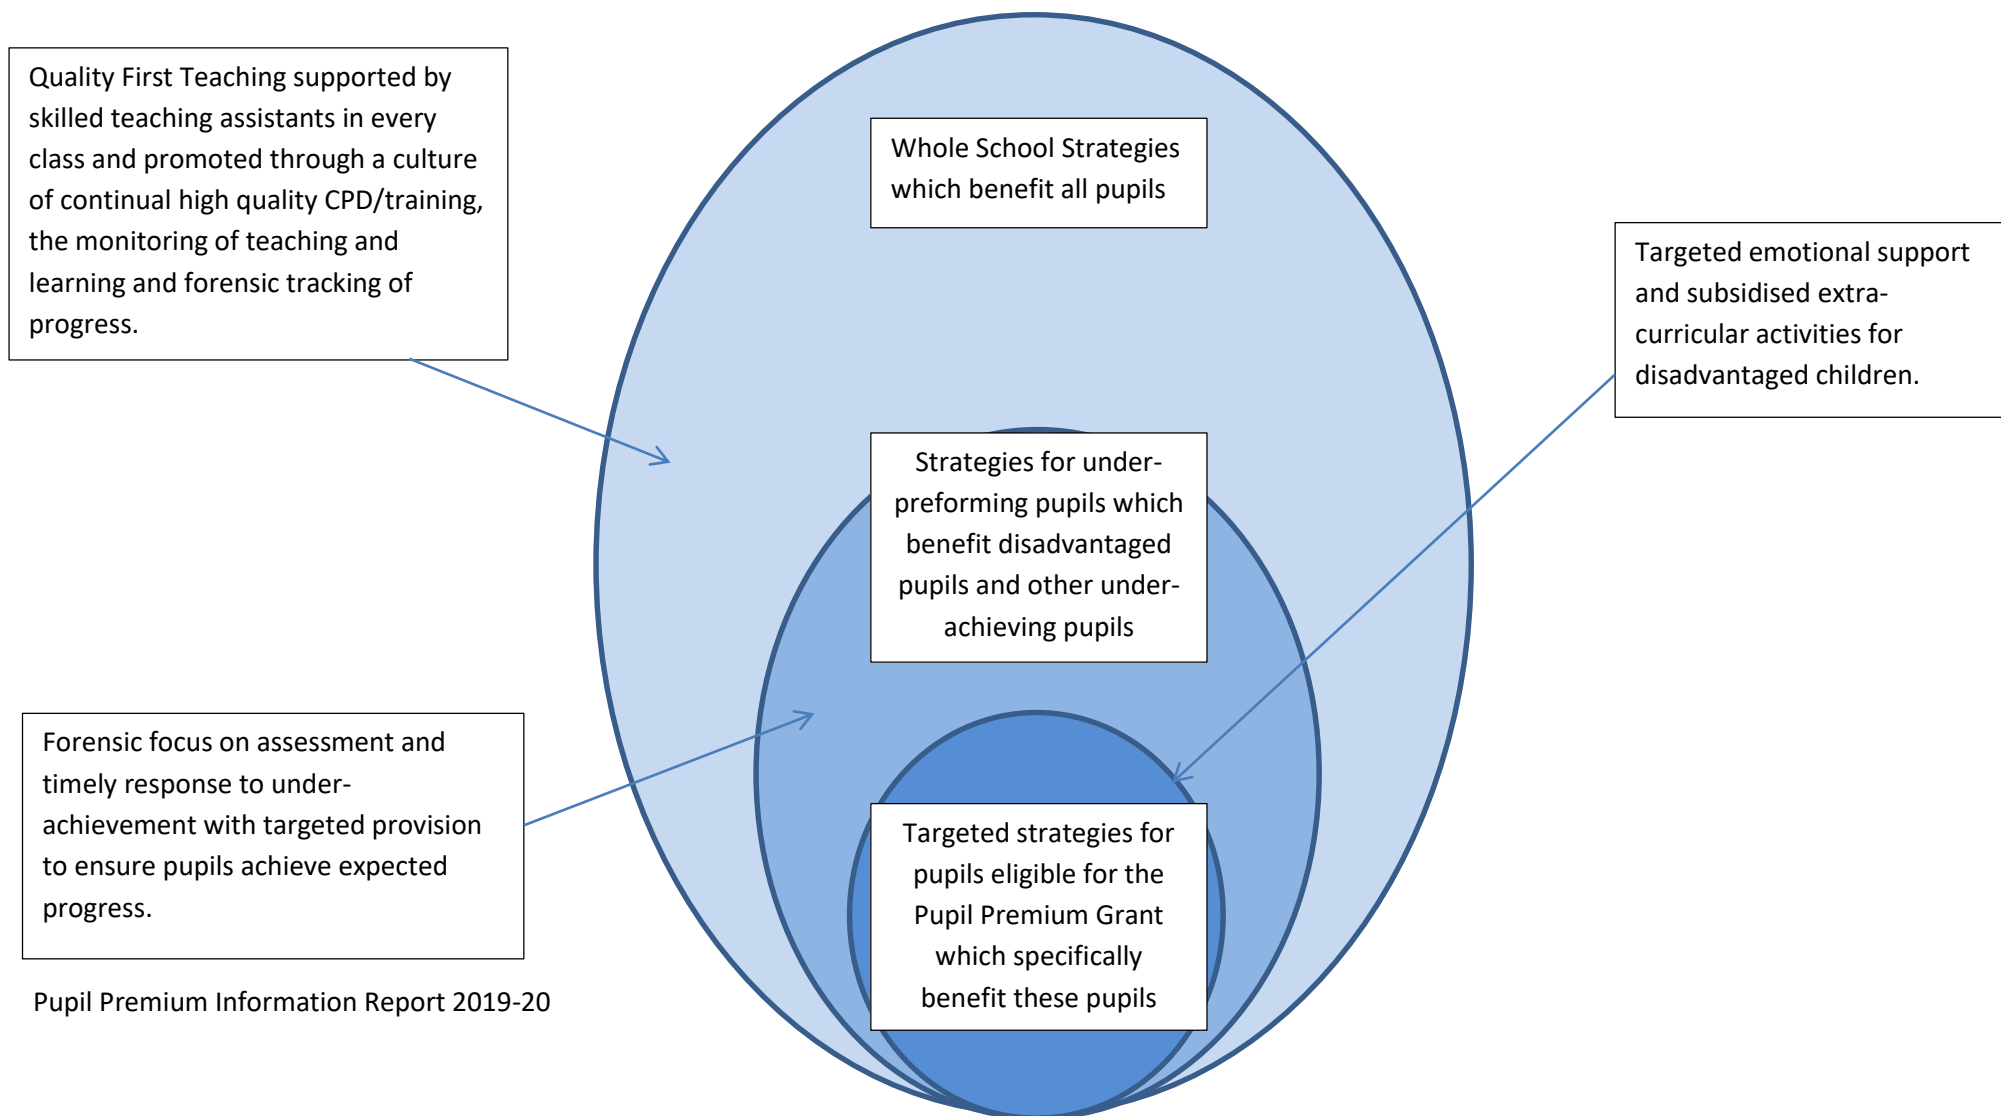 Quality First Teaching supported by
skilled teaching assistants in every
class and promoted through a culture
of continual high quality CPD/training,
the monitoring of teaching and
learning and forensic tracking of
progress.
Whole School Strategies
which benefit all pupils
Targeted emotional support
and subsidised extra-
curricular activities for
disadvantaged children.
Strategies for under-
preforming pupils which
benefit disadvantaged
pupils and other under-
achieving pupils
Forensic focus on assessment and
timely response to under-
achievement with targeted provision
to ensure pupils achieve expected
progress.
Targeted strategies for
pupils eligible for the
Pupil Premium Grant
which specifically
benefit these pupils
Pupil Premium Information Report 2019-20